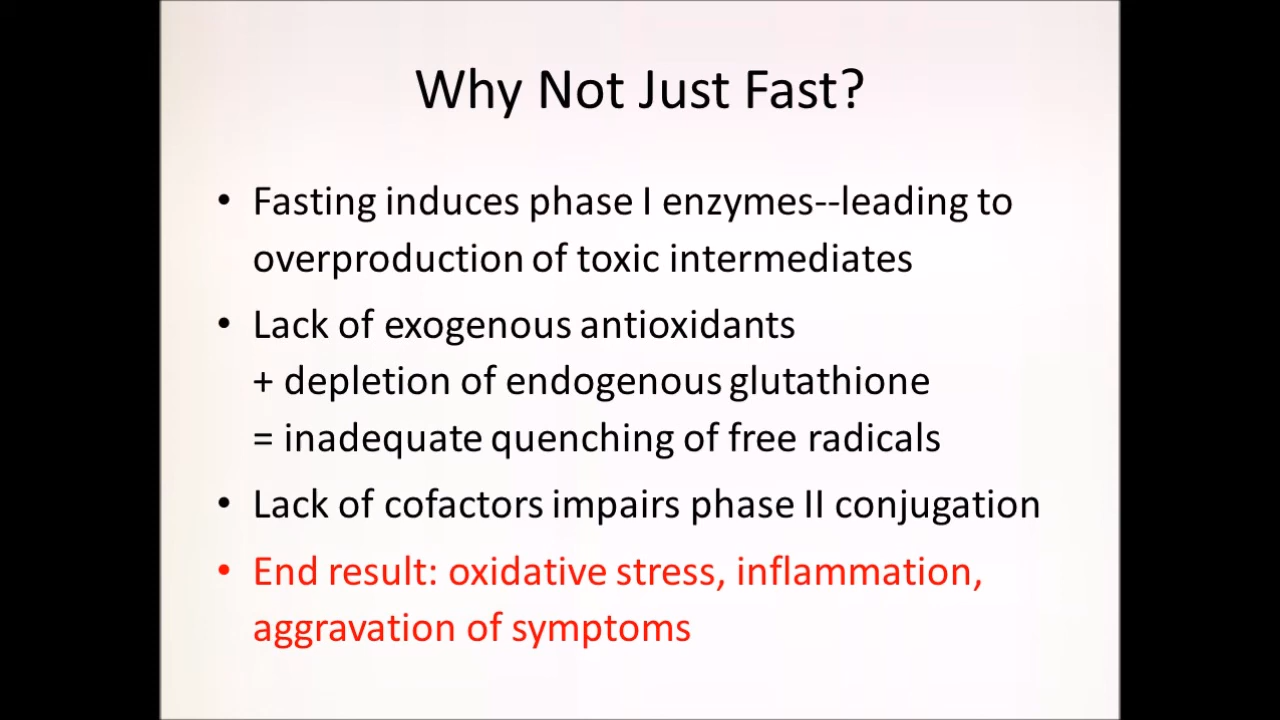 Why Not Just Fast?
• Fasting induces phase I enzymes--leading to
overproduction of toxic intermediates
• Lack of exogenous antioxidants
+ depletion of endogenous glutathione
= inadequate quenching of free radicals
• Lack of cofactors impairs phase II conjugation
• End result: oxidative stress, inflammation,
aggravation of symptoms